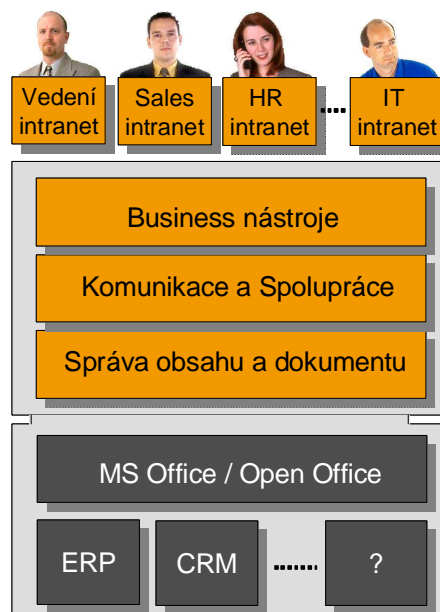 Vedení Sales HR IT
intranet intranet intranet .... intranet
Business nástroje
Komunikace a Spolupráce
Správa obsahu a dokumentu
MS Office / Open Office
ERP CRM ....... ?